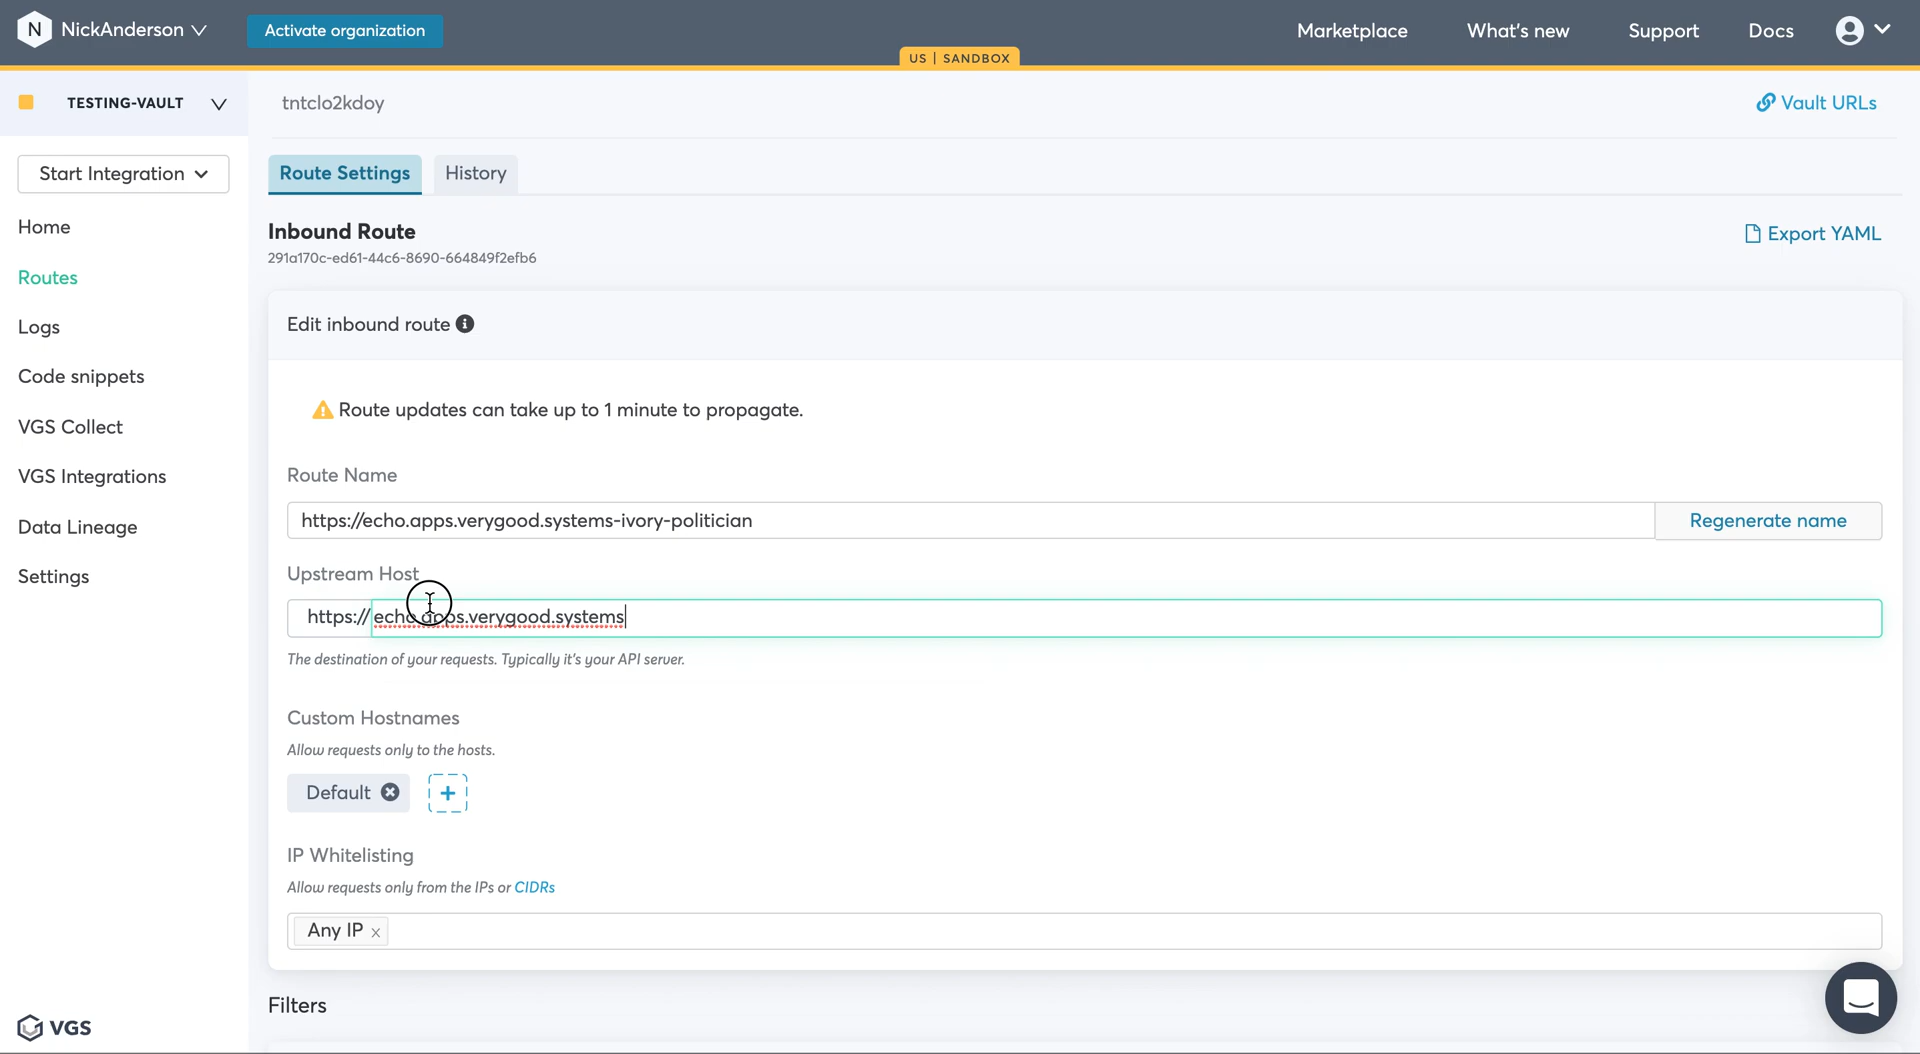 N NickAnderson
Activate organization
Marketplace
What's new
Support
Docs
US | SANDBOX
TESTING-VAULT
tntclo2kdoy
Vault URLs
Start Integration
Route Settings
History
Home
Inbound Route
Export YAML
291a170c-ed61-44c6-8690-664849f2efb6
Routes
Logs
Edit inbound route
Code snippets
Route updates can take up to 1 minute to propagate.
VGS Collect
VGS Integrations
Route Name
https://echo.apps.verygood.systems-ivory-politician
Regenerate name
Data Lineage
Settings
Upstream Host
https:// echo.apps.verygood.systems
The destination of your requests. Typically it's your API server.
Custom Hostnames
Allow requests only to the hosts.
Default
+
IP Whitelisting
Allow requests only from the IPs or CIDRs
Any IP x
Filters
VGS